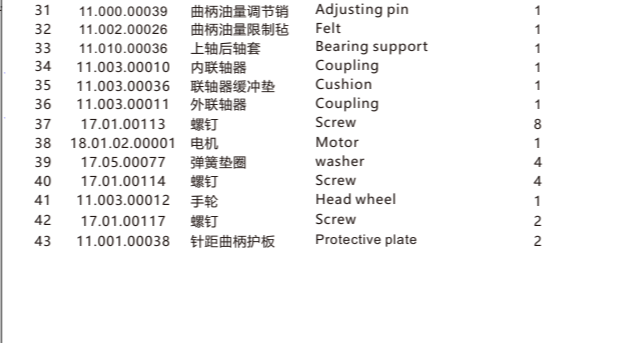 31 11.000.00039 曲柄油量调节销 Adjusting pin 1
32 11.002.00026 曲柄油量限制毡 Felt 1
33 11.010.00036 上轴后轴套 Bearing support 1
34 11.003.00010 内联轴器 Coupling 1
35 11.003.00036 联轴器缓冲垫 Cushion 1
36 11.003.00011 外联轴器 Coupling 1
37 17.01.00113 螺钉 Screw 8
38 18.01.02.00001 电机 Motor 1
39 17.05.00077 弹簧垫圈 washer 4
40 17.01.00114 螺钉 Screw 4
41 11.003.00012 手轮 Head wheel 1
42 17.01.00117 螺钉 Screw 2
43 11.001.00038 针距曲柄护板 Protective plate 2